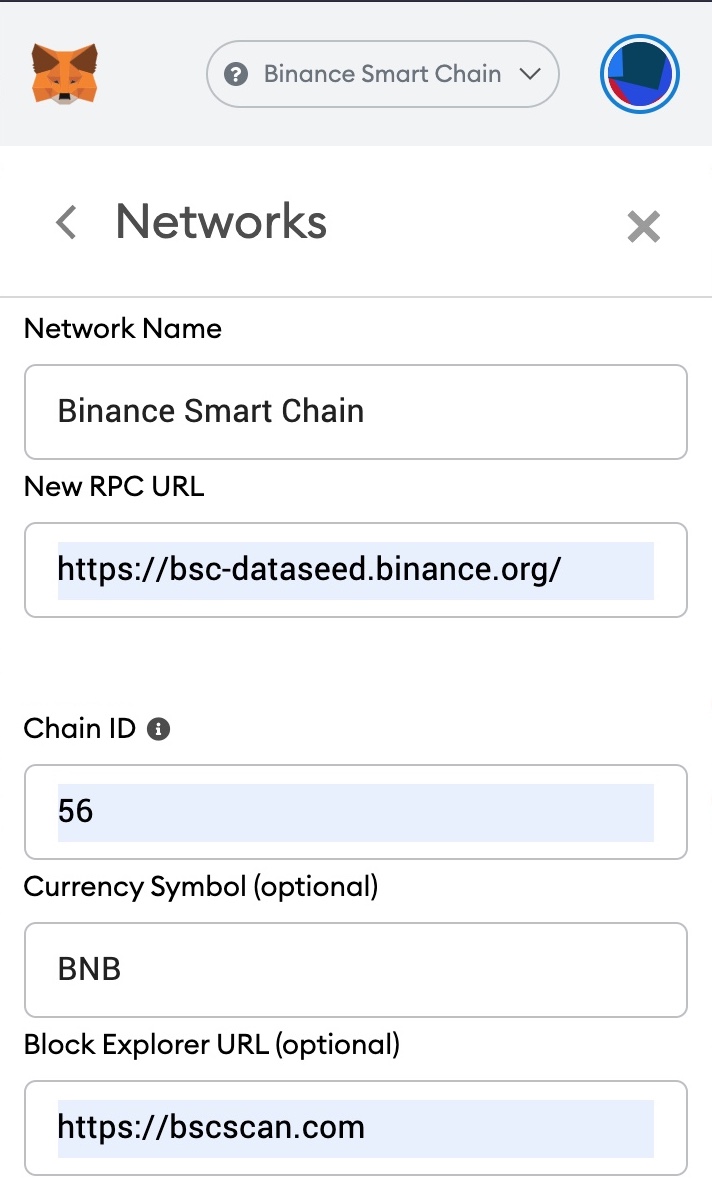 Binance Smart Chain
Networks
Network Name
Binance Smart Chain
New RPC URL
https://bsc-dataseed.binance.org/
Chain ID
56
Currency Symbol (optional)
BNB
Block Explorer URL (optional)
https://bscscan.com